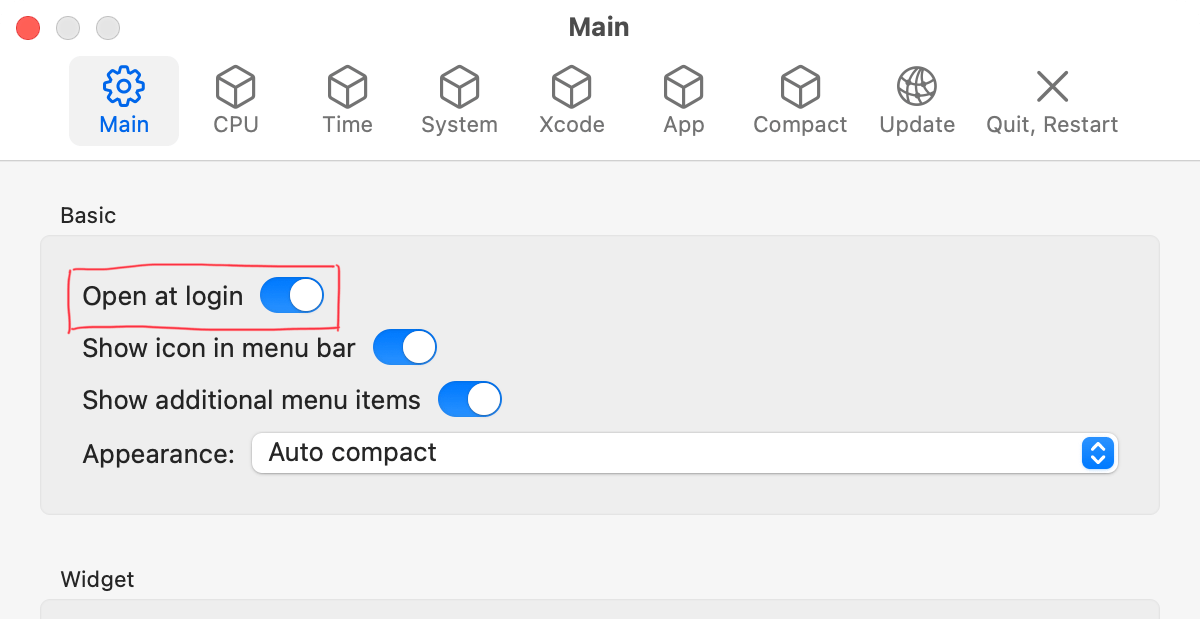 Main
Main CPU Time System Xcode App Compact Update Quit, Restart
Basic
Open at login
Show icon in menu bar
Show additional menu items
Appearance: Auto compact
Widget